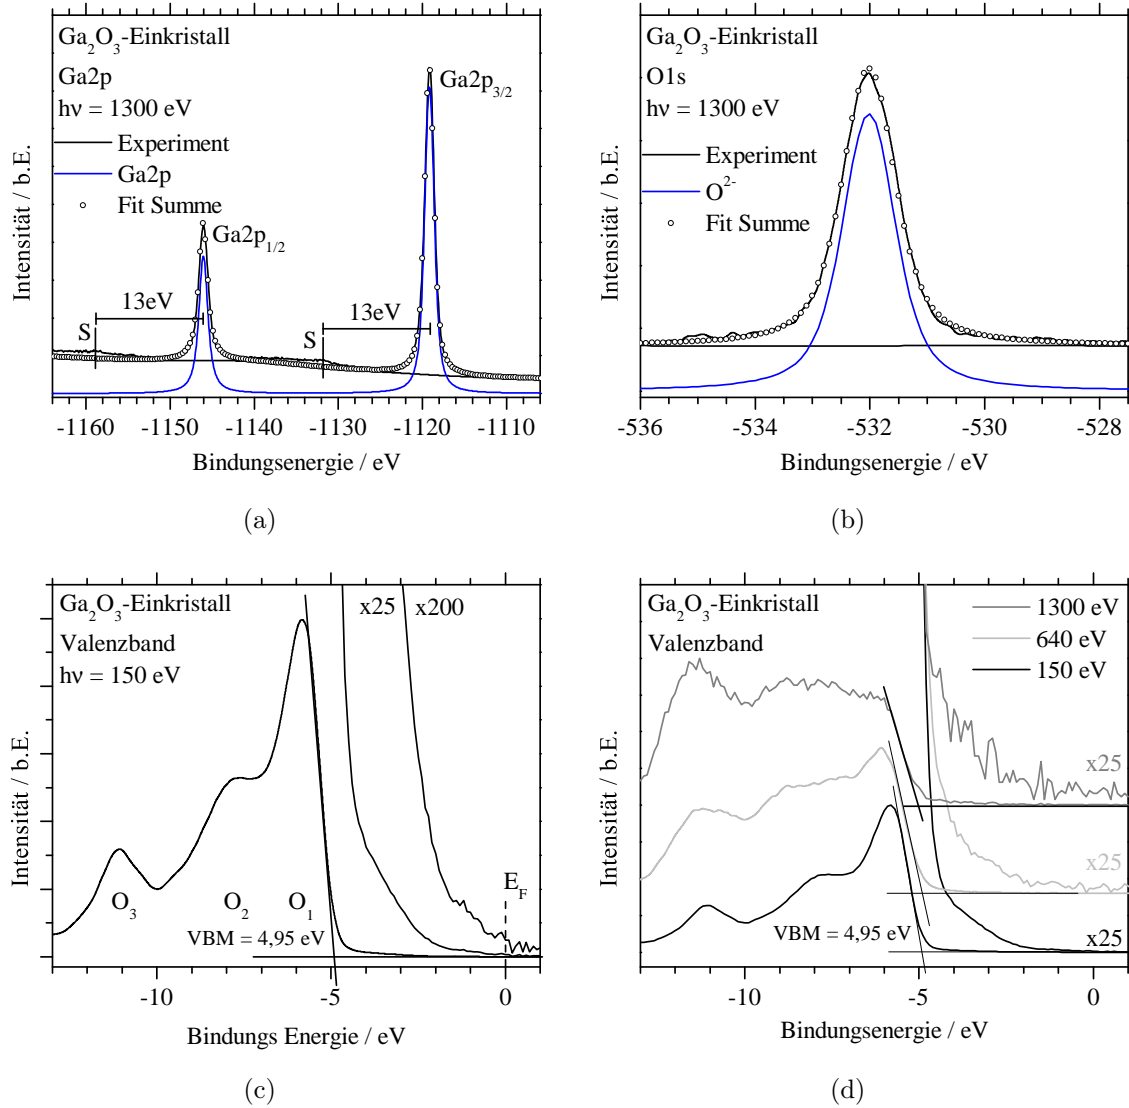 Ga₂O₃-Einkristall
Ga2p
hν = 1300 eV
Experiment
Ga2p
Fit Summe
Ga2p₃/₂
Ga2p₁/₂
13eV
S
13eV
S
Intensität / b.E.
-1160 -1150 -1140 -1130 -1120 -1110
Bindungsenergie / eV
(a)
Ga₂O₃-Einkristall
O1s
hν = 1300 eV
Experiment
O²⁻
Fit Summe
Intensität / b.E.
-536 -534 -532 -530 -528
Bindungsenergie / eV
(b)
Ga₂O₃-Einkristall
Valenzband
hν = 150 eV
x25
x200
E_F
O₃
O₂
O₁
VBM = 4,95 eV
Intensität / b.E.
-10 -5 0
Bindungs Energie / eV
(c)
Ga₂O₃-Einkristall
Valenzband
1300 eV
640 eV
150 eV
x25
x25
x25
VBM = 4,95 eV
Intensität / b.E.
-10 -5 0
Bindungsenergie / eV
(d)